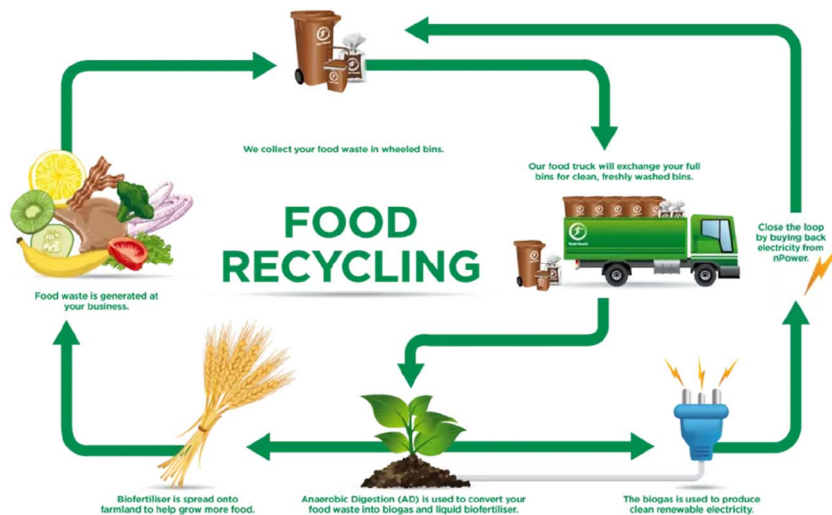 We collect your food waste in wheeled bins.
Our food truck will exchange your full
bins for clean, freshly washed bins.
FOOD
RECYCLING
Close the loop
by buying back
electricity from
nPower.
Food waste is generated at
your business.
Biofertiliser is spread onto
farmland to help grow more food.
Anaerobic Digestion (AD) is used to convert your
food waste into biogas and liquid biofertiliser.
The biogas is used to produce
clean renewable electricity.